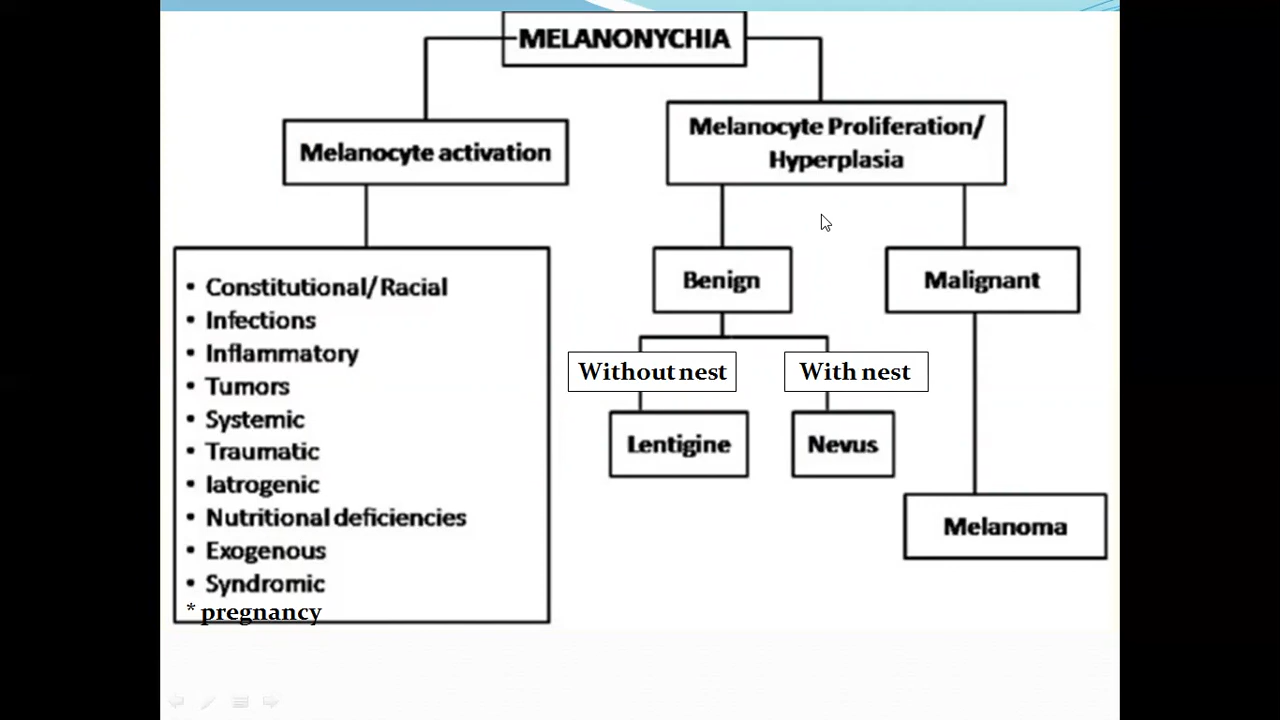 MELANONYCHIA
Melanocyte activation
Melanocyte Proliferation/
Hyperplasia
• Constitutional/Racial
• Infections
• Inflammatory
• Tumors
• Systemic
• Traumatic
• Iatrogenic
• Nutritional deficiencies
• Exogenous
• Syndromic
* pregnancy
Benign
Malignant
Without nest
With nest
Lentigine
Nevus
Melanoma